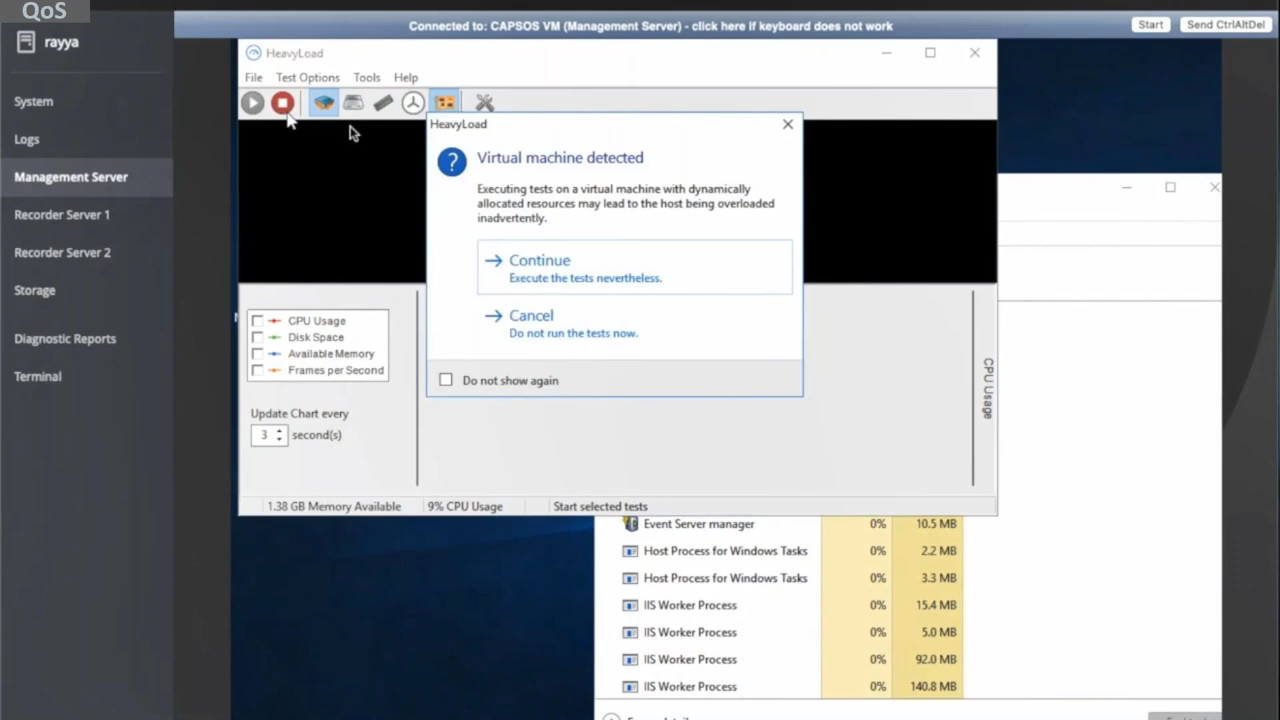 QoS
rayya
System
Logs
Management Server
Recorder Server 1
Recorder Server 2
Storage
Diagnostic Reports
Terminal
Connected to: CAPSOS VM (Management Server) - click here if keyboard does not work
Start
Send CtrlAltDel
HeavyLoad
File Test Options Tools Help
HeavyLoad
Virtual machine detected
Executing tests on a virtual machine with dynamically
allocated resources may lead to the host being overloaded
inadvertently.
Continue
Execute the tests nevertheless.
Cancel
Do not run the tests now.
Do not show again
CPU Usage
Disk Space
Available Memory
Frames per Second
Update Chart every
3 second(s)
CPU Usage
1.38 GB Memory Available 9% CPU Usage Start selected tests
Event Server manager 0% 10.5 MB
Host Process for Windows Tasks 0% 2.2 MB
Host Process for Windows Tasks 0% 3.3 MB
IIS Worker Process 0% 15.4 MB
IIS Worker Process 0% 5.0 MB
IIS Worker Process 0% 92.0 MB
IIS Worker Process 0% 140.8 MB